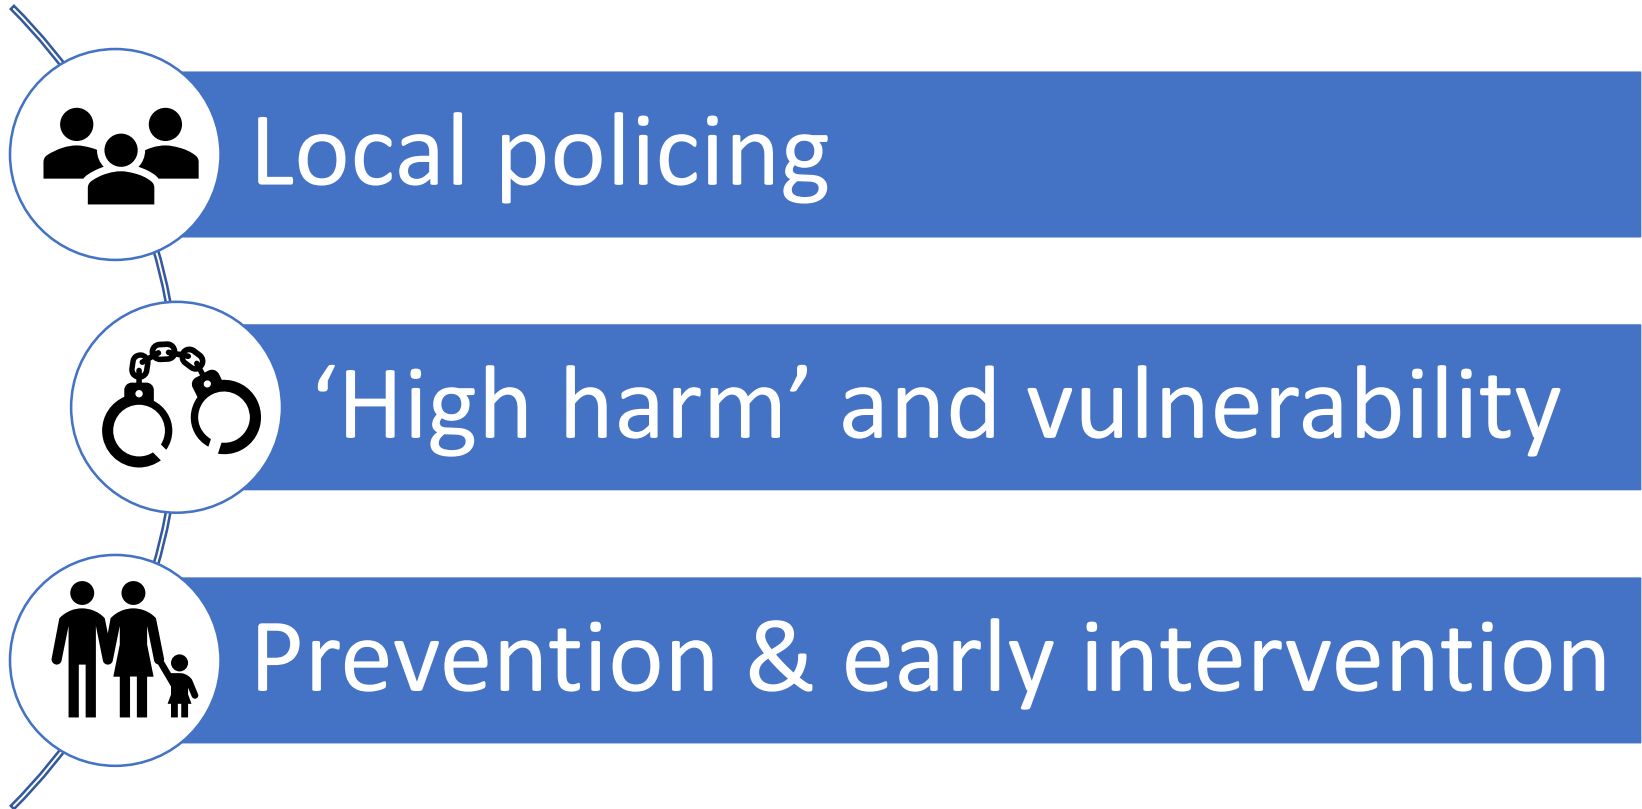 Local policing
‘High harm’ and vulnerability
Prevention & early intervention